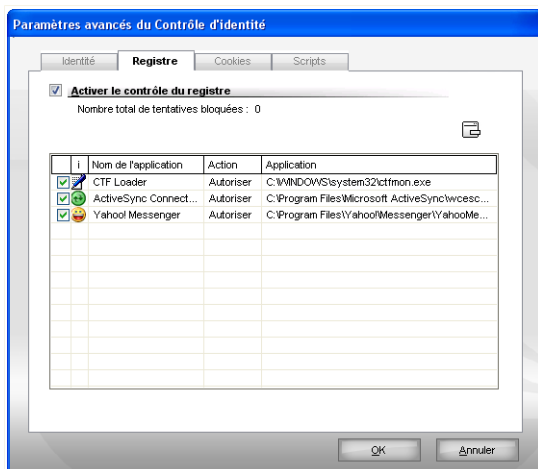 Paramètres avancés du Contrôle d'identité
Identité Registre Cookies Scripts
Activer le contrôle du registre
Nombre total de tentatives bloquées : 0
i Nom de l'application Action Application
CTF Loader Autoriser C:\WINDOWS\system32\ctfmon.exe
ActiveSync Connect... Autoriser C:\Program Files\Microsoft ActiveSync\wcesc...
Yahoo! Messenger Autoriser C:\Program Files\Yahoo!\Messenger\YahooMe...
OK Annuler